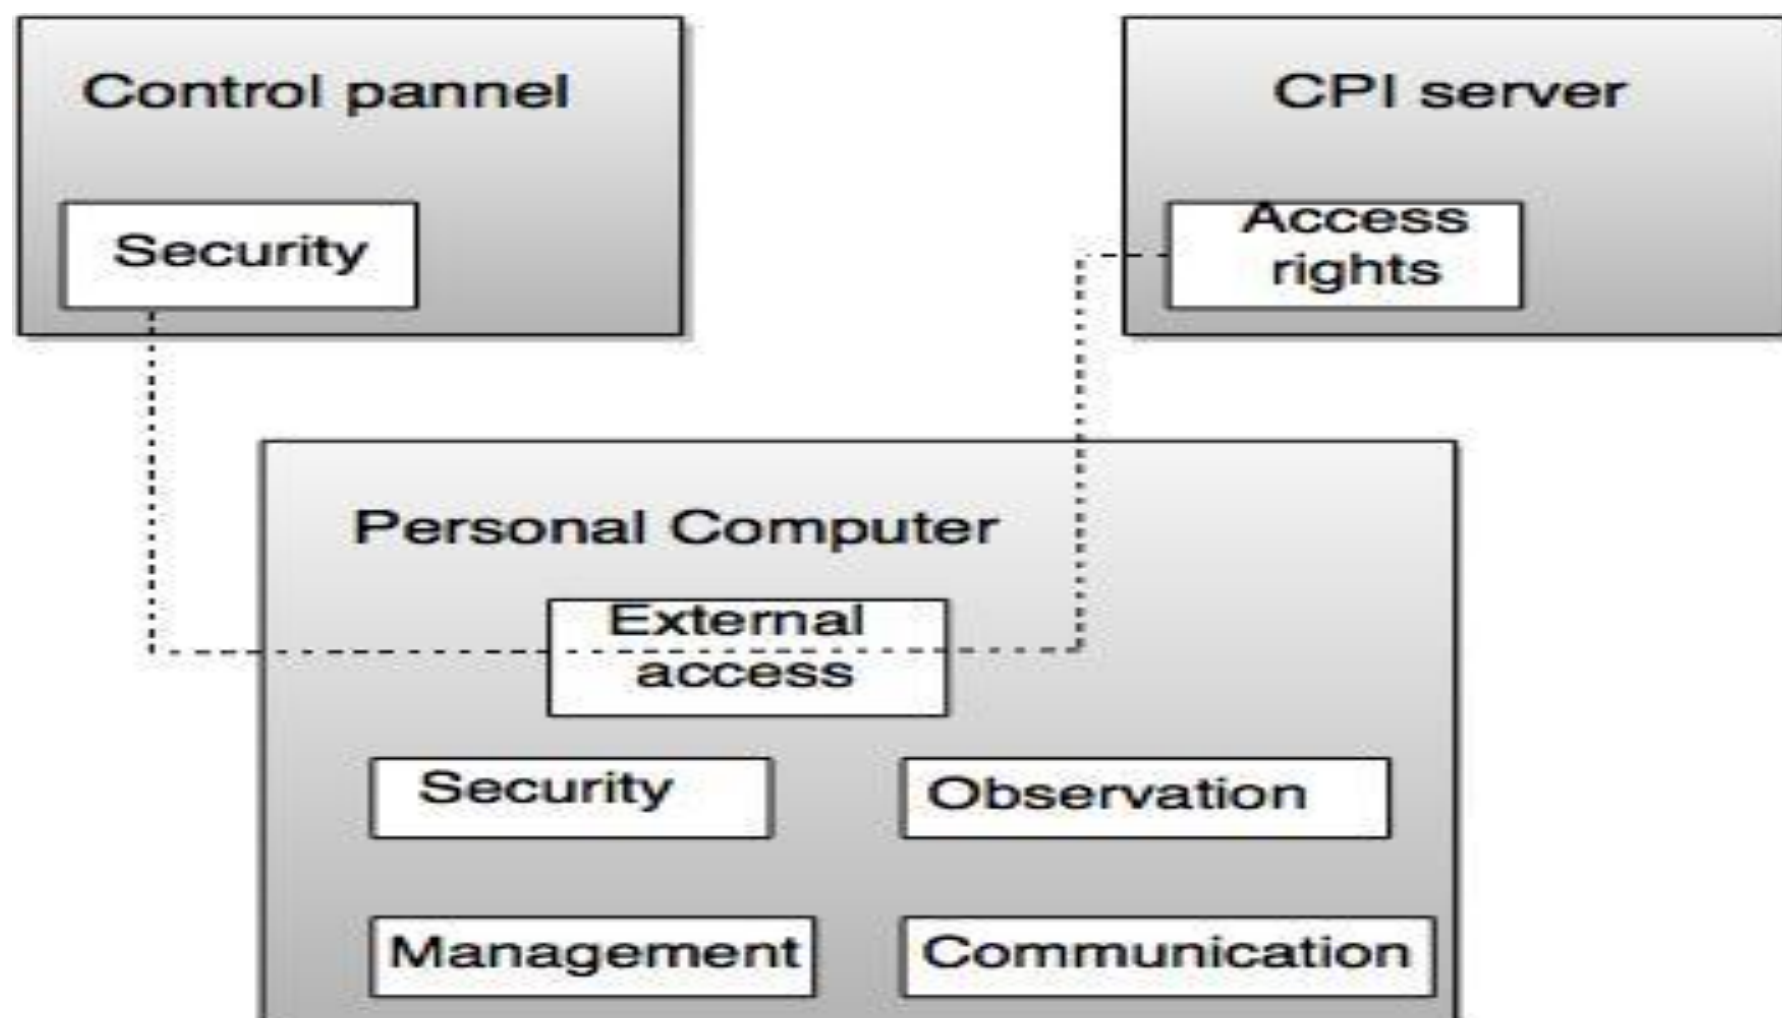 Control pannel
CPI server
Security
Access
rights
Personal Computer
External
access
Security
Observation
Management
Communication